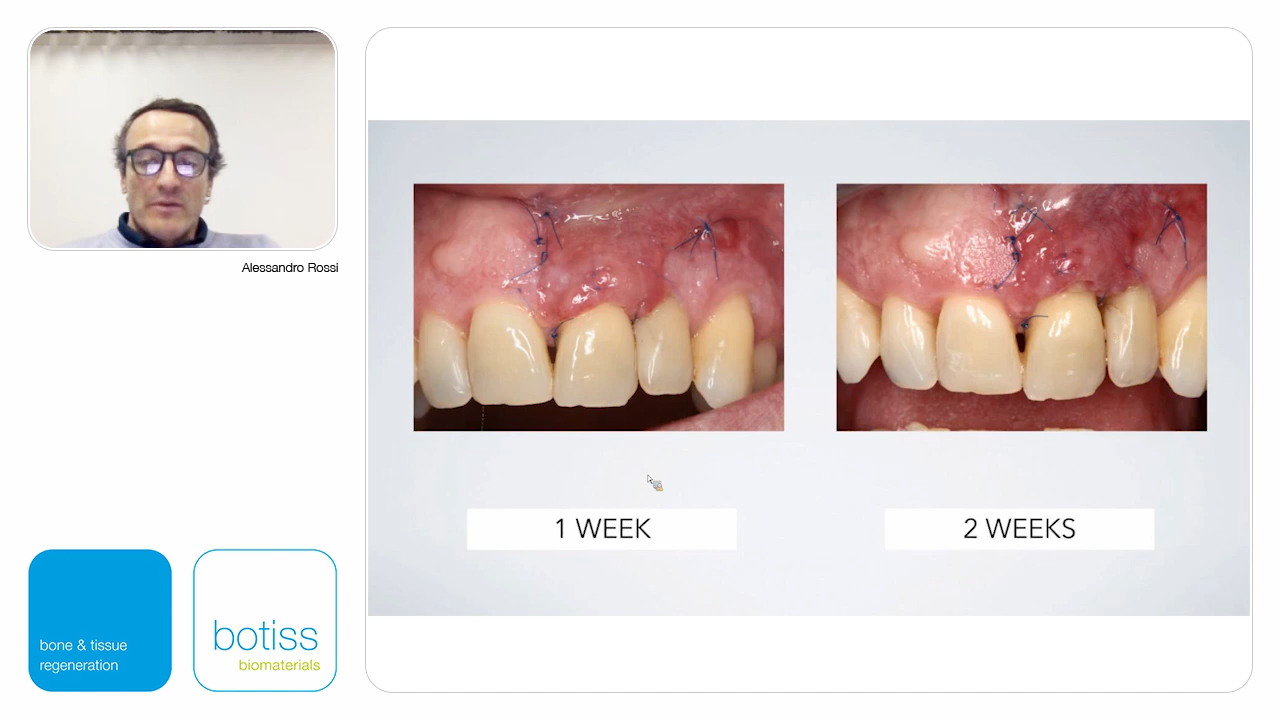 Alessandro Rossi
1 WEEK
2 WEEKS
bone & tissue
regeneration
botiss
biomaterials